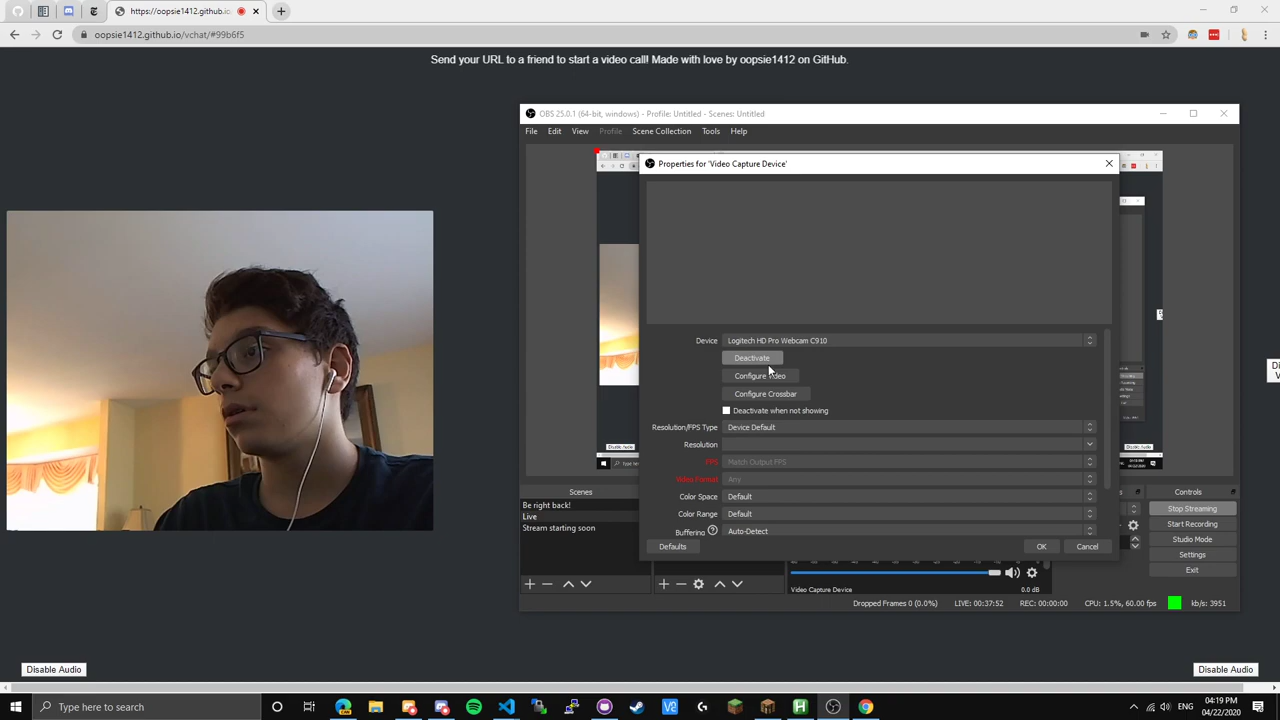 https://oopsie1412.github.
oopsie1412.github.io/vchat/#99b6f5
Send your URL to a friend to start a video call! Made with love by oopsie1412 on GitHub.
OBS 25.0.1 (64-bit, windows) - Profile: Untitled - Scenes: Untitled
File Edit View Profile Scene Collection Tools Help
Properties for 'Video Capture Device'
Device Logitech HD Pro Webcam C910
Deactivate
Configure Video
Configure Crossbar
Deactivate when not showing
Resolution/FPS Type Device Default
Resolution
FPS Match Output FPS
Video Format Any
Color Space Default
Color Range Default
Buffering ? Auto-Detect
Defaults OK Cancel
Scenes
Be right back!
Live
Stream starting soon
Controls
Stop Streaming
Start Recording
Studio Mode
Settings
Exit
Video Capture Device 0.0 dB
Dropped Frames 0 (0.0%) LIVE: 00:37:52 REC: 00:00:00 CPU: 1.5%, 60.00 fps kb/s: 3951
Disable Audio
Disable Audio
Type here to search
ENG
04:19 PM
04/22/2020